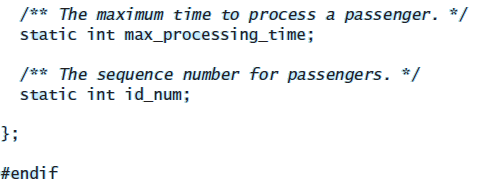 /** The maximum time to process a passenger. */
static int max_processing_time;
/** The sequence number for passengers. */
static int id_num;
};
#endif